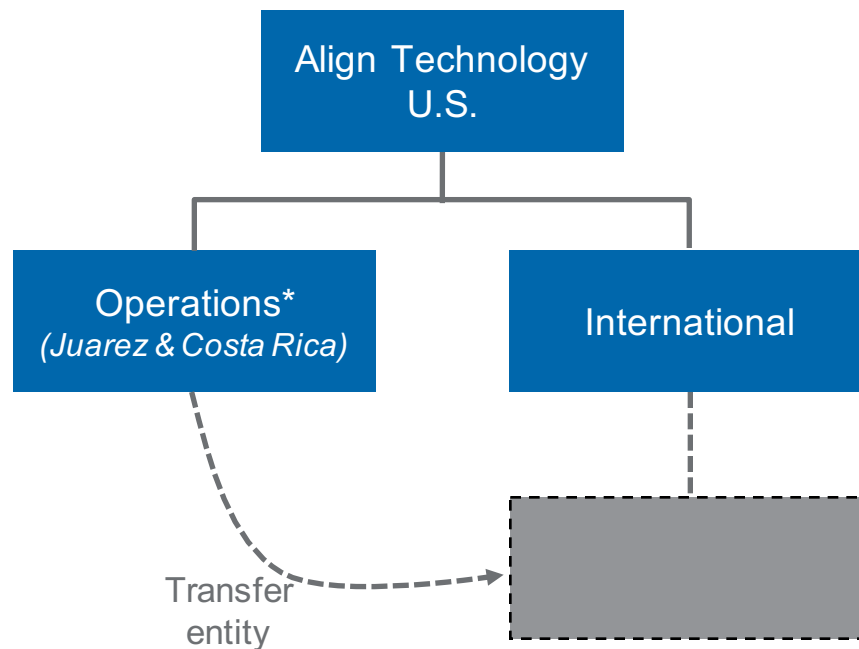 Align Technology
U.S.
Operations*
(Juarez & Costa Rica)
International
Transfer
entity